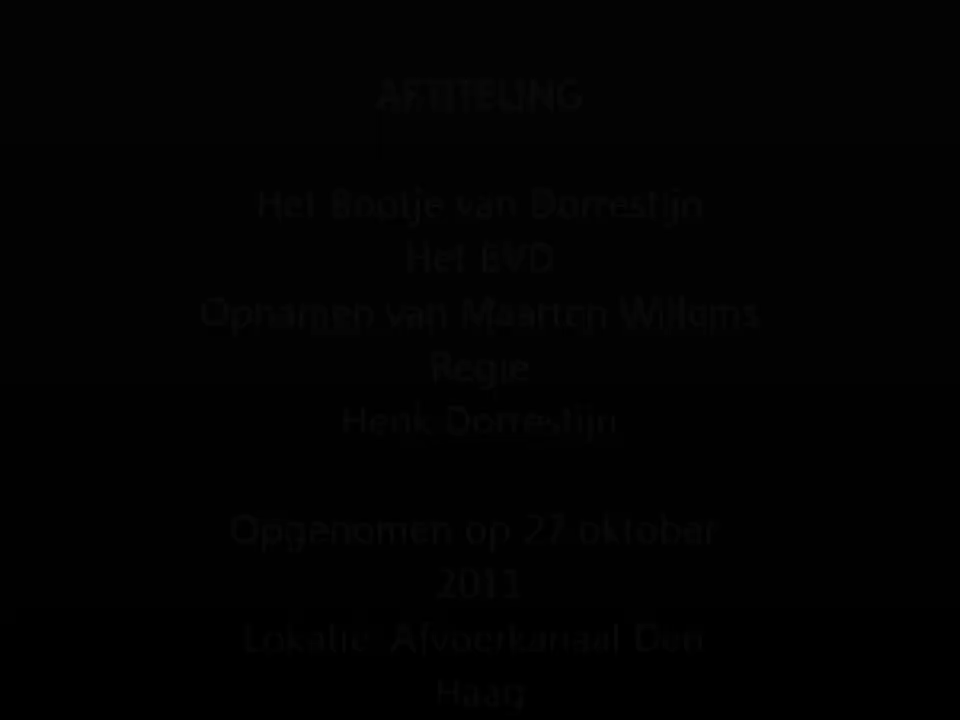 AFTITELING
Het Bootje van Dorrestijn
Het BVD
Opnamen van Maarten Willems
Regie
Henk Dorrestijn
Opgenomen op 27 oktober
2011
Lokatie: Afvoerkanaal Den
Haag